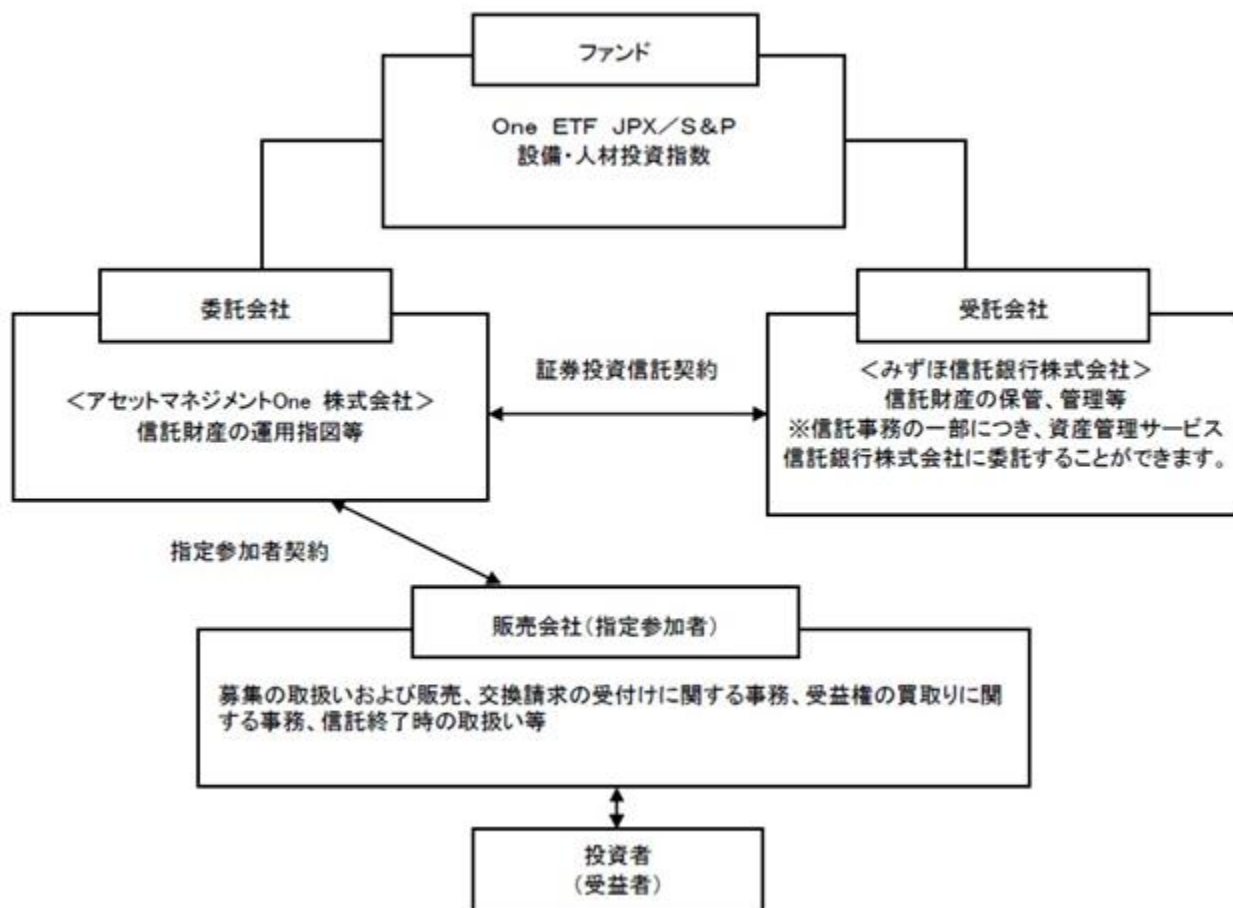 ファンド
One ETF JPX／S＆P
設備・人材投資指数
委託会社
＜アセットマネジメントOne 株式会社＞
信託財産の運用指図等
証券投資信託契約
受託会社
＜みずほ信託銀行株式会社＞
信託財産の保管、管理等
※信託事務の一部につき、資産管理サービス
信託銀行株式会社に委託することができます。
指定参加者契約
販売会社（指定参加者）
募集の取扱いおよび販売、交換請求の受付けに関する事務、受益権の買取りに関
する事務、信託終了時の取扱い等
投資者
（受益者）